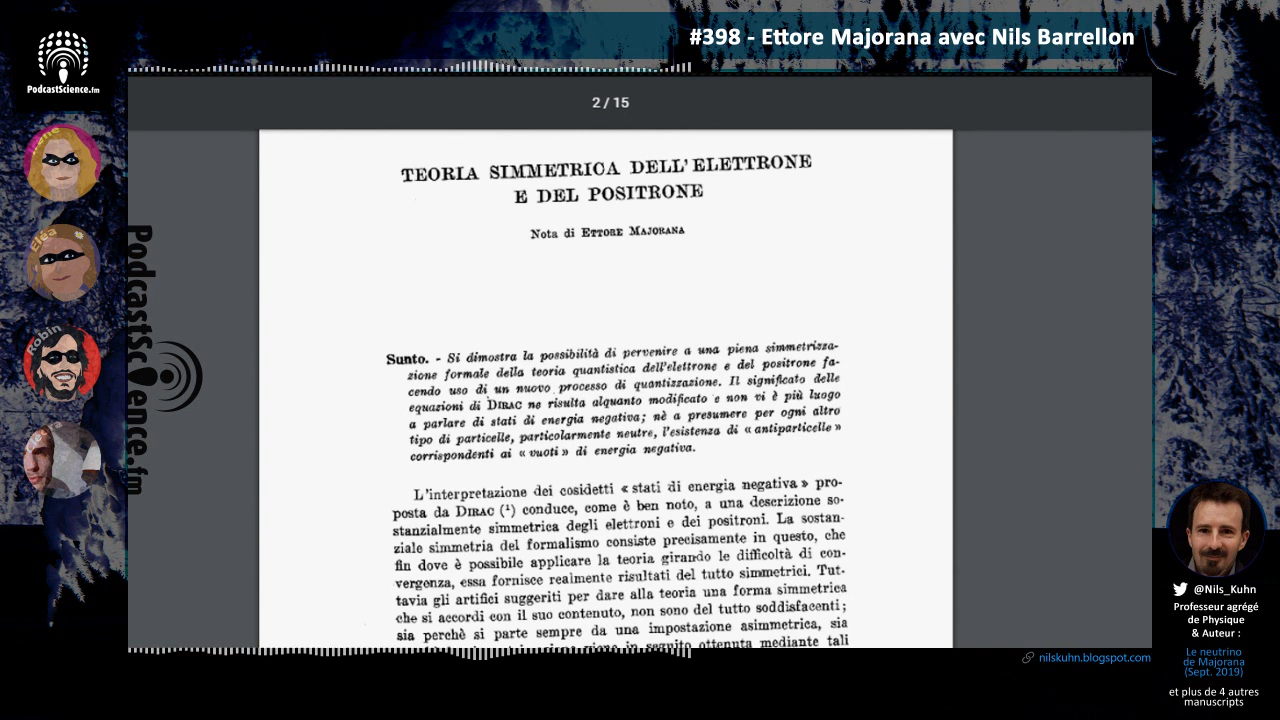 #398 - Ettore Majorana avec Nils Barrellon
PodcastScience.fm
2 / 15
TEORIA SIMMETRICA DELL'ELETTRONE
E DEL POSITRONE
Nota di ETTORE MAJORANA
Sunto. - Si dimostra la possibilità di pervenire a una piena simmetrizza-
zione formale della teoria quantistica dell'elettrone e del positrone fa-
cendo uso di un nuovo processo di quantizzazione. Il significato delle
equazioni di DIRAC ne risulta alquanto modificato e non vi è più luogo
a parlare di stati di energia negativa; nè a presumere per ogni altro
tipo di particelle, particolarmente neutre, l'esistenza di « antiparticelle »
corrispondenti ai « vuoti » di energia negativa.
L'interpretazione dei cosidetti « stati di energia negativa » pro-
posta da DIRAC (¹) conduce, come è ben noto, a una descrizione so-
stanzialmente simmetrica degli elettroni e dei positroni. La sostan-
ziale simmetria del formalismo consiste precisamente in questo, che
fin dove è possibile applicare la teoria girando le difficoltà di con-
vergenza, essa fornisce realmente risultati del tutto simmetrici. Tut-
tavia gli artifici suggeriti per dare alla teoria una forma simmetrica
che si accordi con il suo contenuto, non sono del tutto soddisfacenti;
sia perchè si parte sempre da una impostazione asimmetrica, sia
in seguito ottenuta mediante tali
Eléa
Robin
PodcastScience.fm
@Nils_Kuhn
Professeur agrégé
de Physique
& Auteur :
Le neutrino
de Majorana
(Sept. 2019)
et plus de 4 autres
manuscripts
nilskuhn.blogspot.com